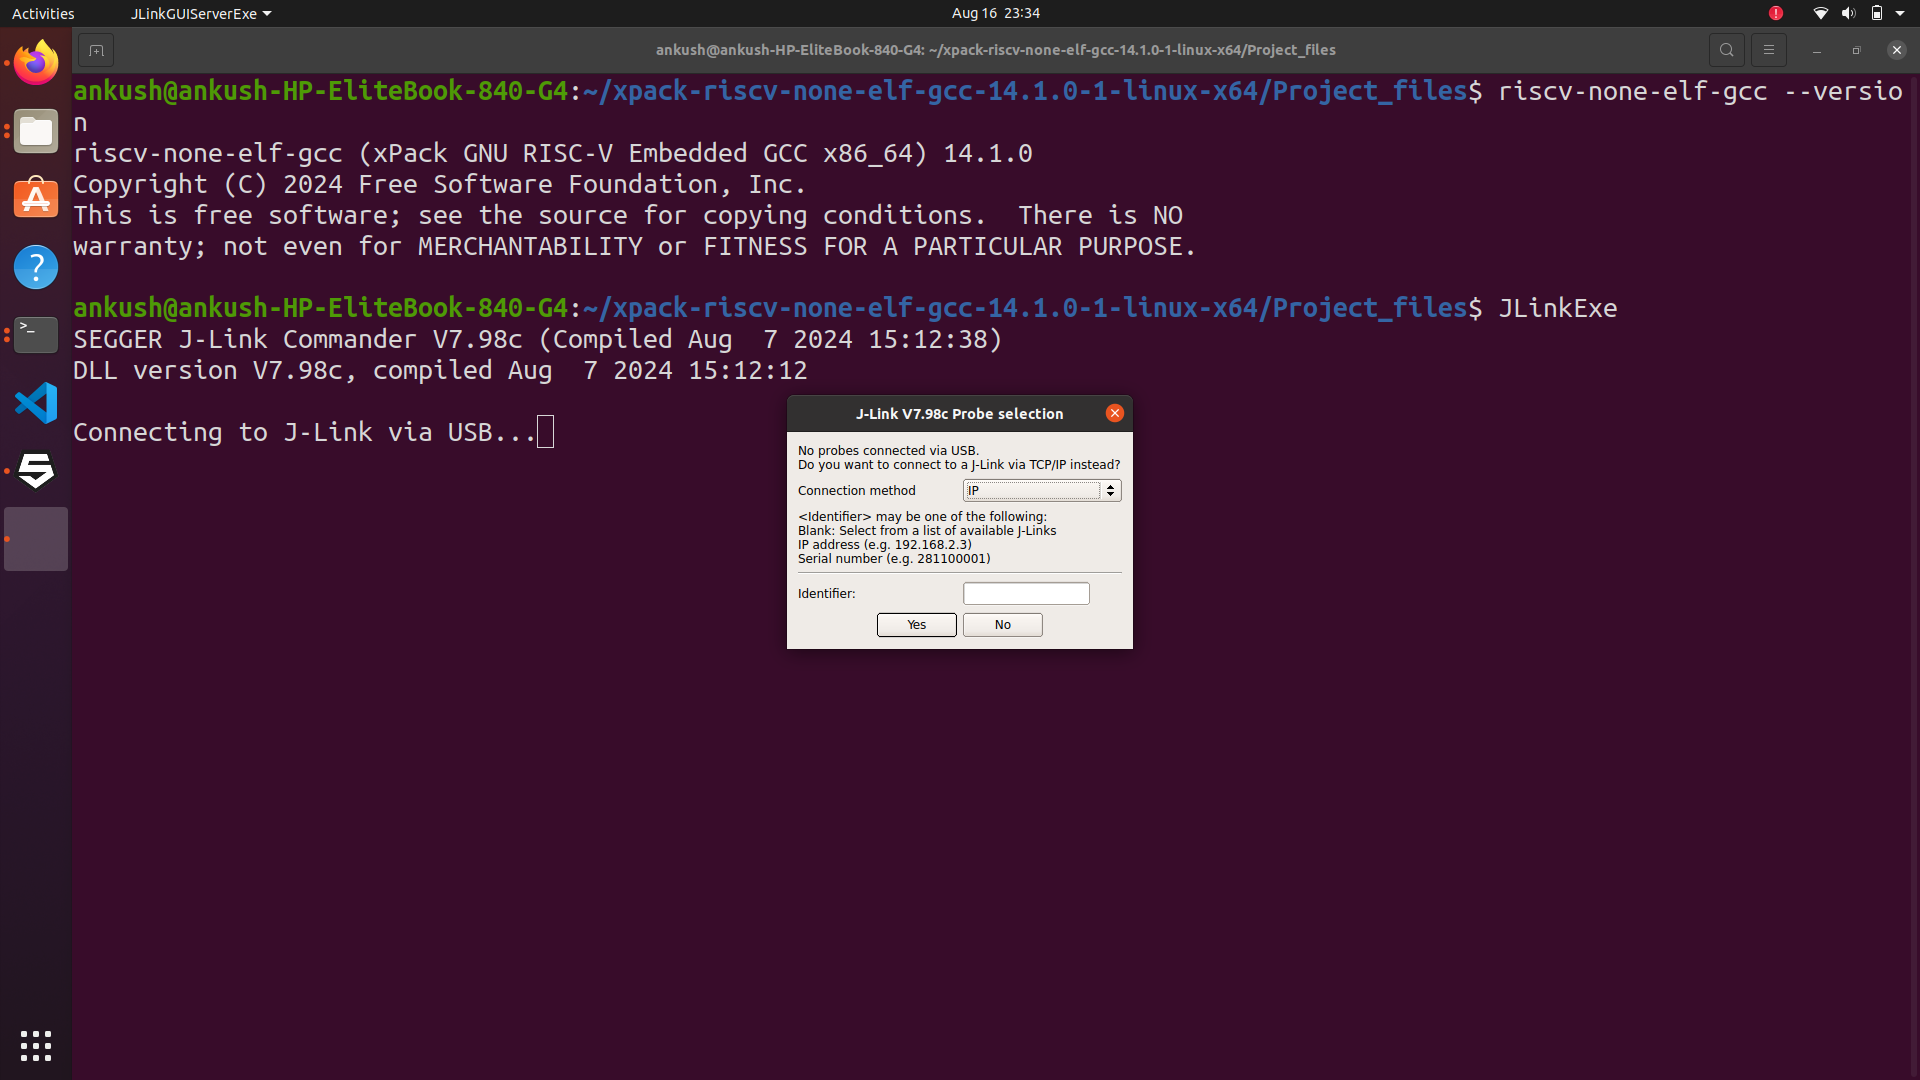 Activities JLinkGUIServerExe Aug 16 23:34
ankush@ankush-HP-EliteBook-840-G4: ~/xpack-riscv-none-elf-gcc-14.1.0-1-linux-x64/Project_files
ankush@ankush-HP-EliteBook-840-G4:~/xpack-riscv-none-elf-gcc-14.1.0-1-linux-x64/Project_files$ riscv-none-elf-gcc --versio
n
riscv-none-elf-gcc (xPack GNU RISC-V Embedded GCC x86_64) 14.1.0
Copyright (C) 2024 Free Software Foundation, Inc.
This is free software; see the source for copying conditions.  There is NO
warranty; not even for MERCHANTABILITY or FITNESS FOR A PARTICULAR PURPOSE.
ankush@ankush-HP-EliteBook-840-G4:~/xpack-riscv-none-elf-gcc-14.1.0-1-linux-x64/Project_files$ JLinkExe
SEGGER J-Link Commander V7.98c (Compiled Aug  7 2024 15:12:38)
DLL version V7.98c, compiled Aug  7 2024 15:12:12
Connecting to J-Link via USB...
J-Link V7.98c Probe selection
No probes connected via USB.
Do you want to connect to a J-Link via TCP/IP instead?
Connection method IP
<Identifier> may be one of the following:
Blank: Select from a list of available J-Links
IP address (e.g. 192.168.2.3)
Serial number (e.g. 281100001)
Identifier:
Yes No